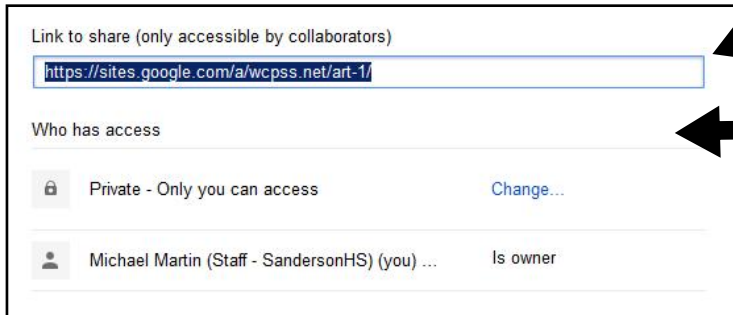 Link to share (only accessible by collaborators)
https://sites.google.com/a/wcpss.net/art-1/
Who has access
Private - Only you can access Change...
Michael Martin (Staff - SandersonHS) (you) ... Is owner